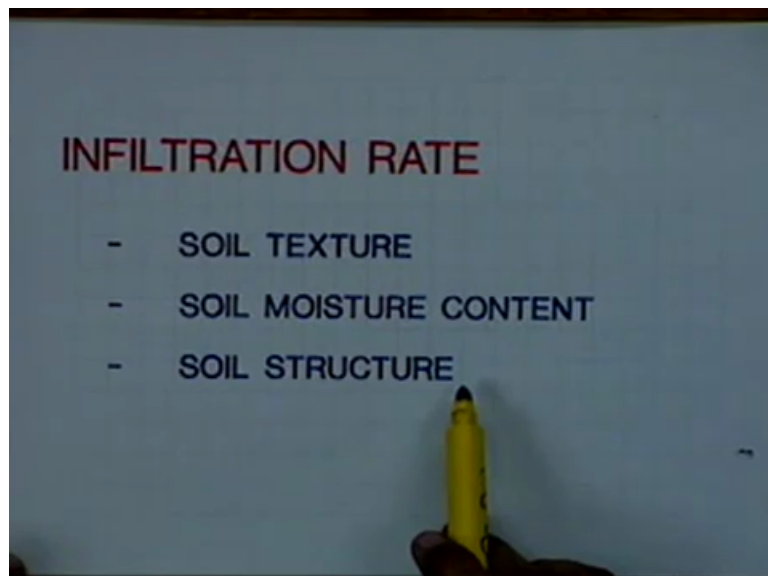 INFILTRATION RATE
- SOIL TEXTURE
- SOIL MOISTURE CONTENT
- SOIL STRUCTURE